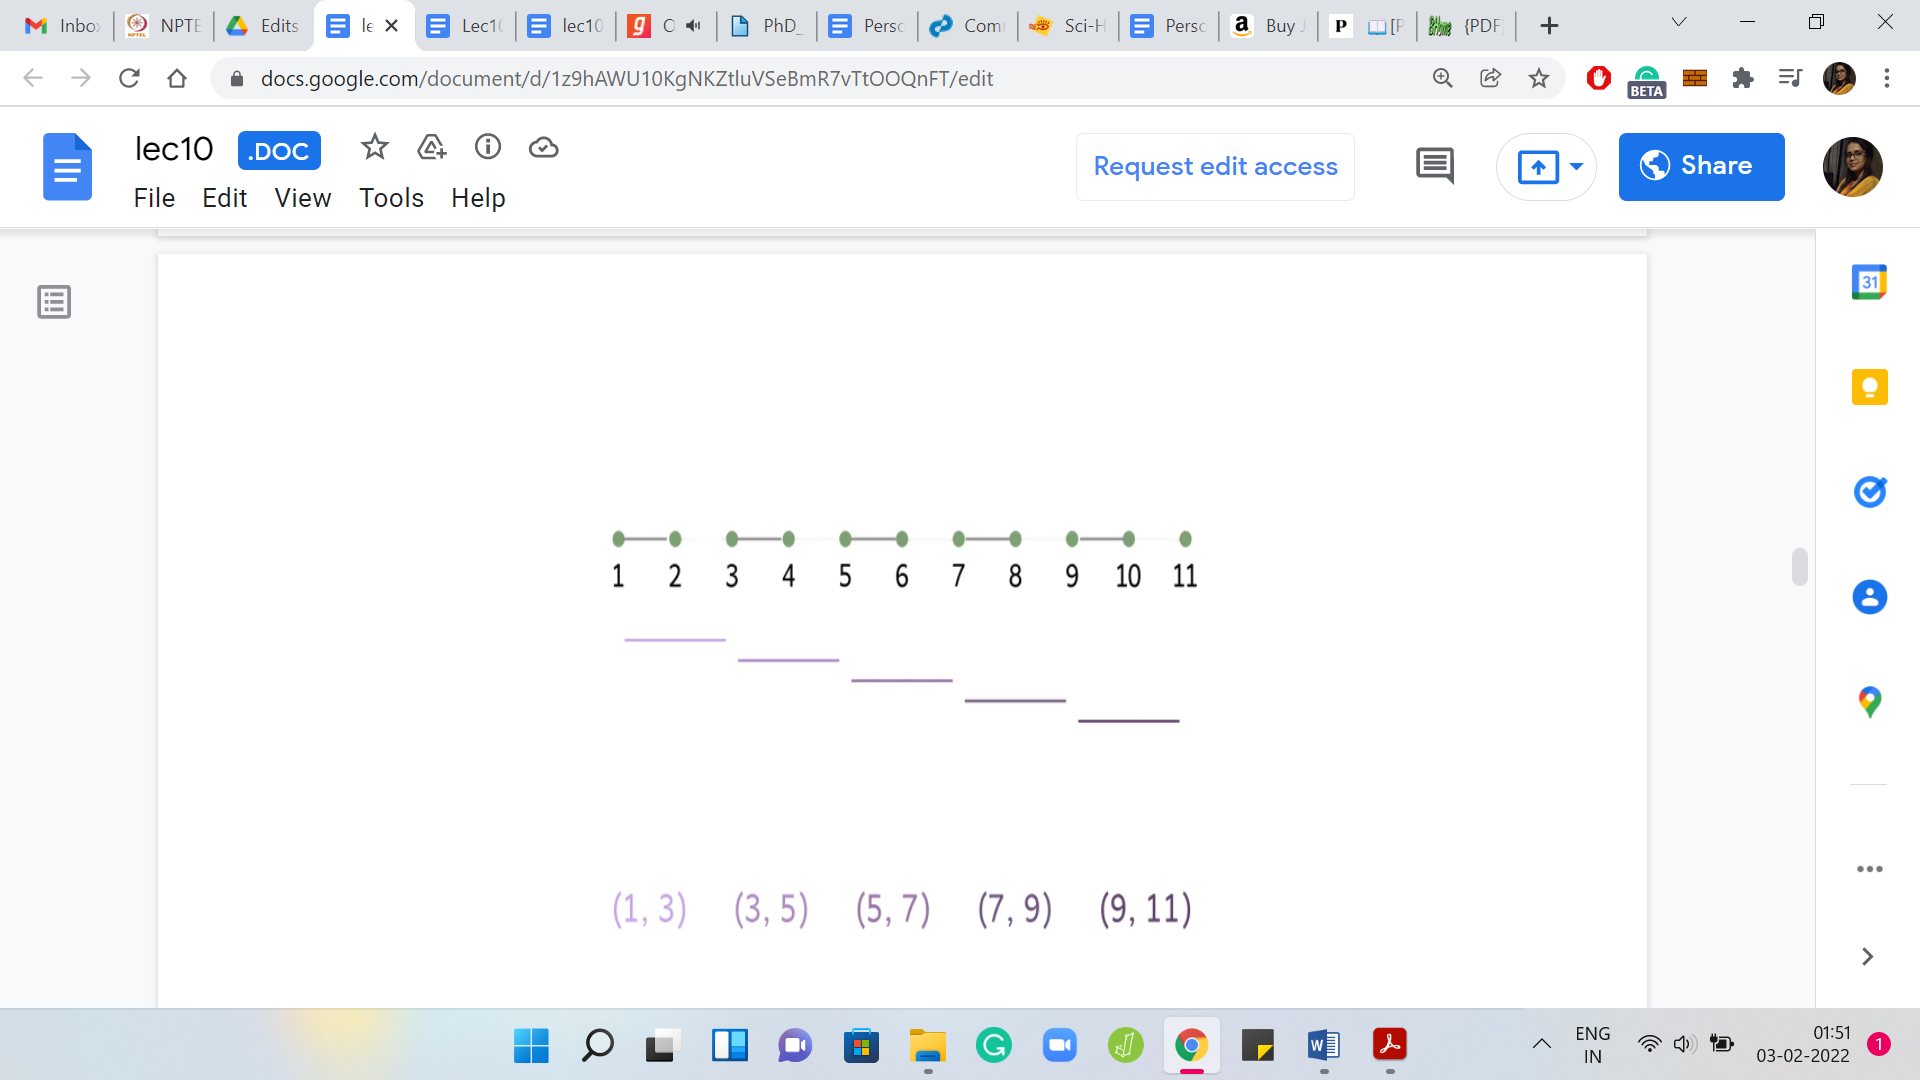 Inbo
NPTE
Edits
le
Lec1
lec10
O
PhD_
Perso
Com
Sci-H
Perso
Buy J
[P
{PDF}
docs.google.com/document/d/1z9hAWU10KgNKZtluVSeBmR7vTtOOQnFT/edit
BETA
lec10 .DOC
Request edit access
Share
File Edit View Tools Help
31
1 2 3 4 5 6 7 8 9 10 11
(1, 3) (3, 5) (5, 7) (7, 9) (9, 11)
ENG
IN
01:51
03-02-2022
1